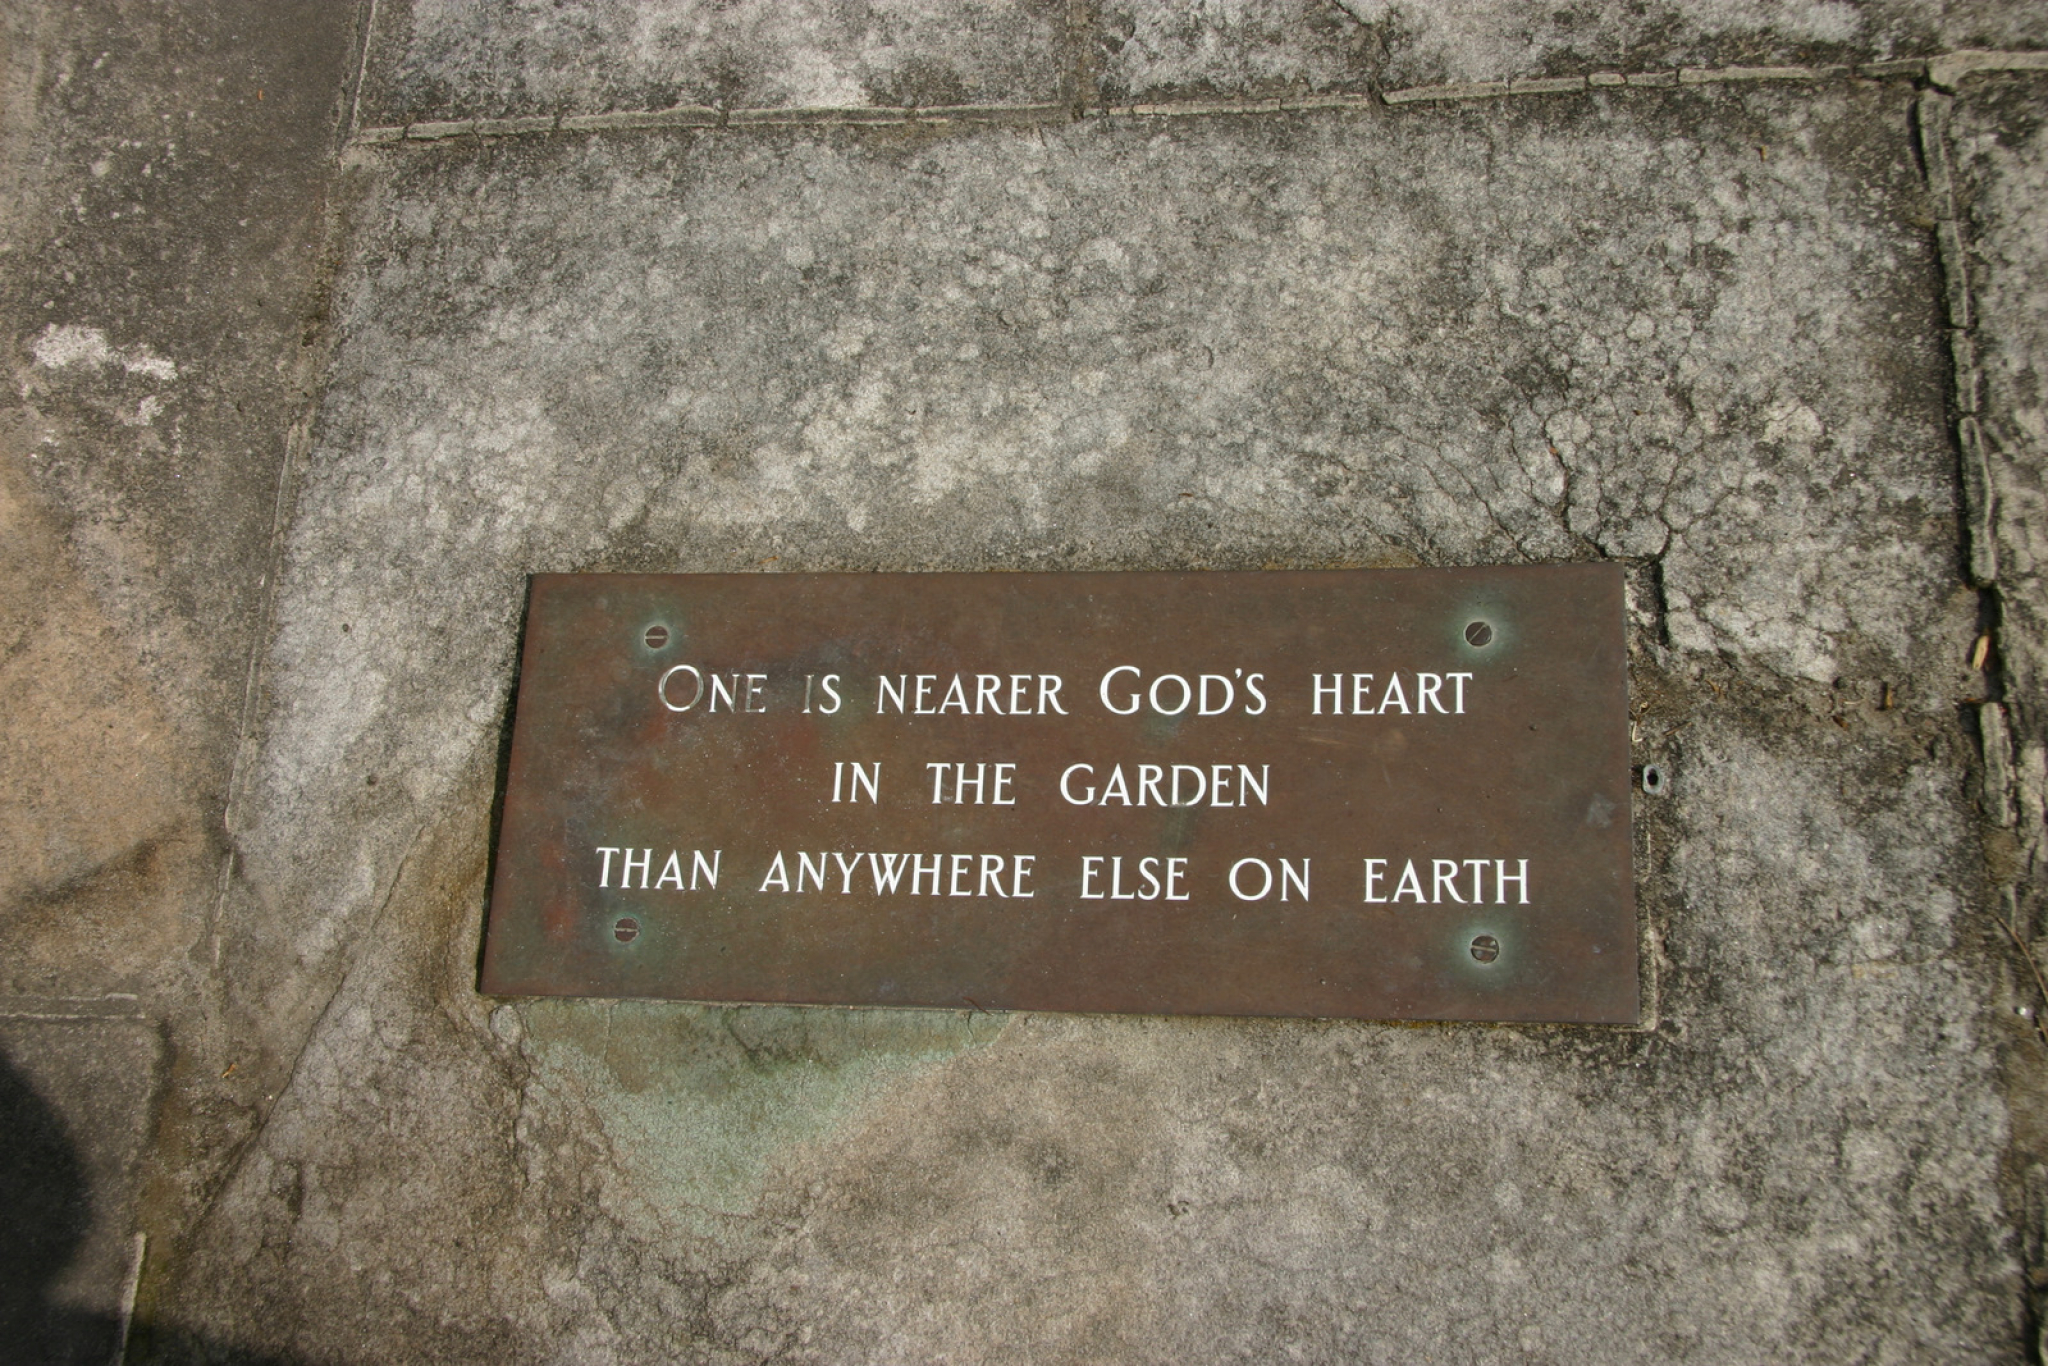 One is nearer God's heart
in the garden
than anywhere else on earth